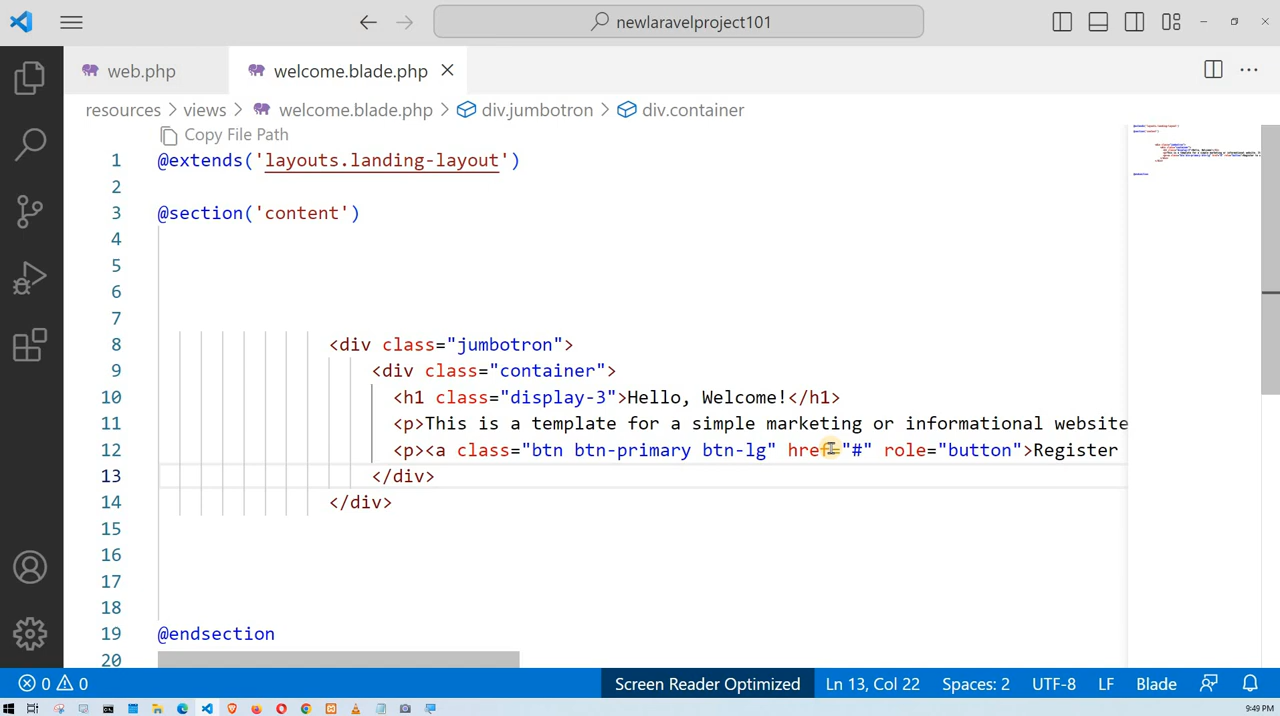 newlaravelproject101
web.php
welcome.blade.php
resources > views > welcome.blade.php > div.jumbotron > div.container
Copy File Path
1 @extends('layouts.landing-layout')
2
3 @section('content')
4
5
6
7
8 <div class="jumbotron">
9 <div class="container">
10 <h1 class="display-3">Hello, Welcome!</h1>
11 <p>This is a template for a simple marketing or informational website
12 <p><a class="btn btn-primary btn-lg" href="#" role="button">Register
13 </div>
14 </div>
15
16
17
18
19 @endsection
20
0 0 Screen Reader Optimized Ln 13, Col 22 Spaces: 2 UTF-8 LF Blade
9:49 PM